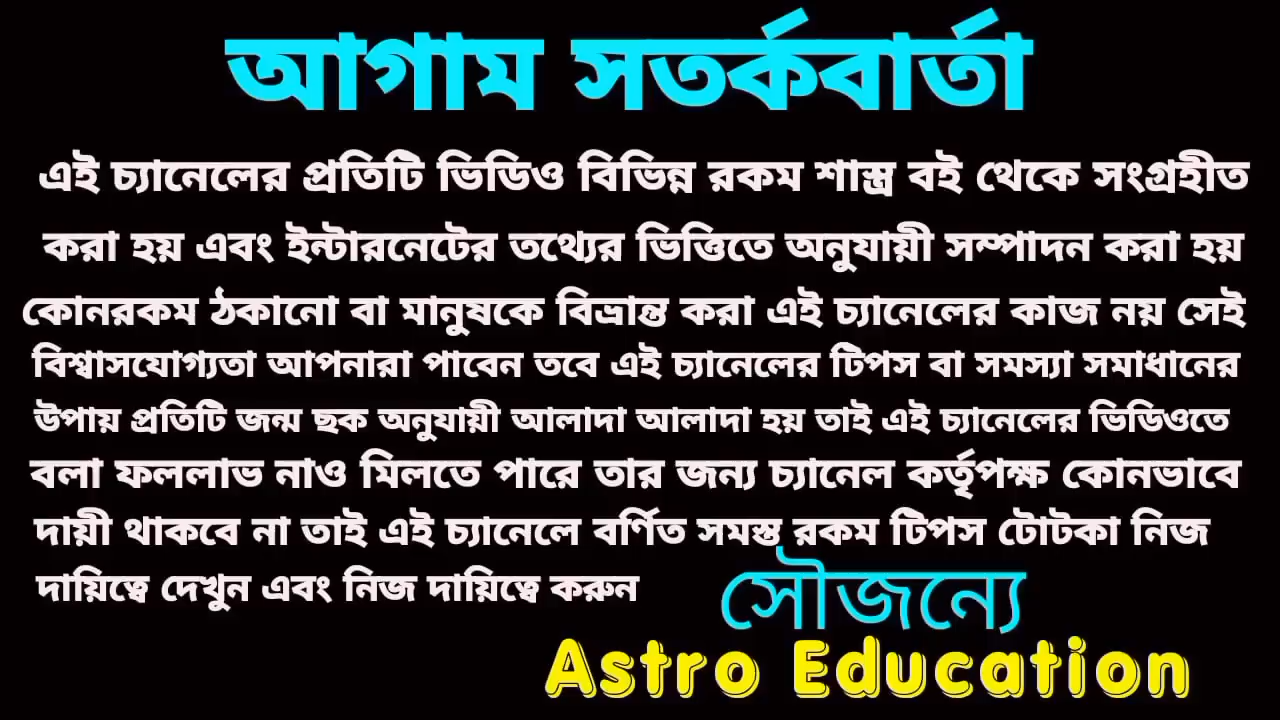 আগাম সতর্কবার্তা
এই চ্যানেলের প্রতিটি ভিডিও বিভিন্ন রকম শাস্ত্র বই থেকে সংগ্রহীত
করা হয় এবং ইন্টারনেটের তথ্যের ভিত্তিতে অনুযায়ী সম্পাদন করা হয়
কোনরকম ঠকানো বা মানুষকে বিভ্রান্ত করা এই চ্যানেলের কাজ নয় সেই
বিশ্বাসযোগ্যতা আপনারা পাবেন তবে এই চ্যানেলের টিপস বা সমস্যা সমাধানের
উপায় প্রতিটি জন্ম ছক অনুযায়ী আলাদা আলাদা হয় তাই এই চ্যানেলের ভিডিওতে
বলা ফললাভ নাও মিলতে পারে তার জন্য চ্যানেল কর্তৃপক্ষ কোনভাবে
দায়ী থাকবে না তাই এই চ্যানেলে বর্ণিত সমস্ত রকম টিপস টোটকা নিজ
দায়িত্বে দেখুন এবং নিজ দায়িত্বে করুন
সৌজন্যে
Astro Education